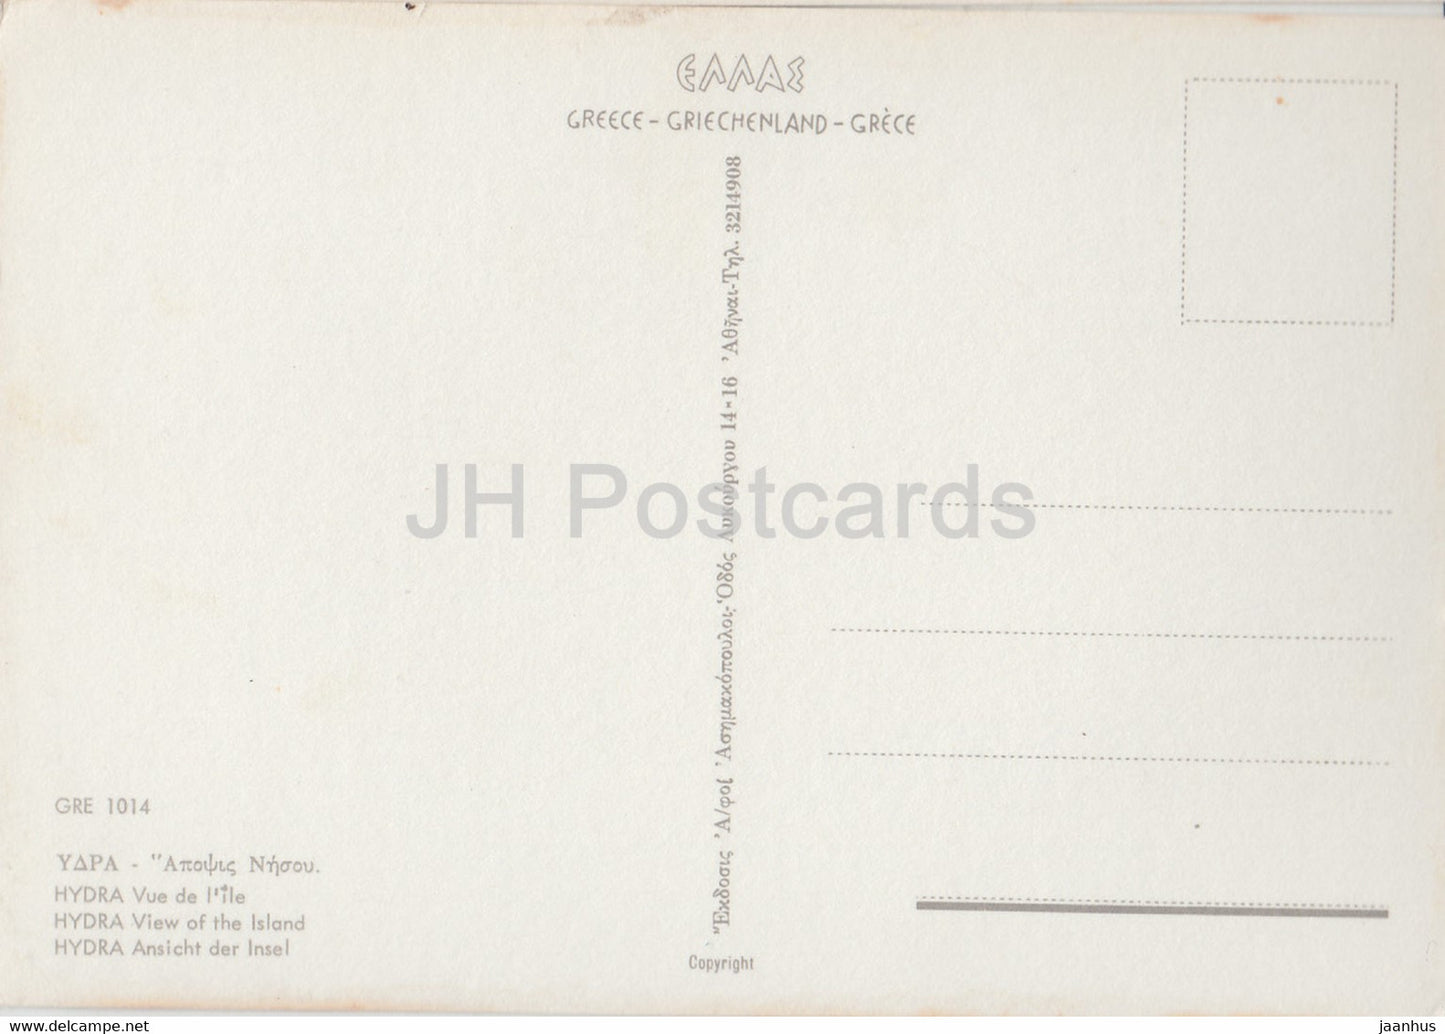 ΕΛΛΑΣ
GREECE - GRIECHENLAND - GRÈCE
Ἔκδοσις Ἀ/φοί Ἀσημακόπουλοι-Ὁδός Λυκούργου 14-16 Ἀθῆναι-Τηλ. 3214908
JH Postcards
GRE 1014
ΥΔΡΑ - Ἄποψις Νήσου.
HYDRA Vue de l'Île
HYDRA View of the Island
HYDRA Ansicht der Insel
Copyright
www.delcampe.net
jaanhus